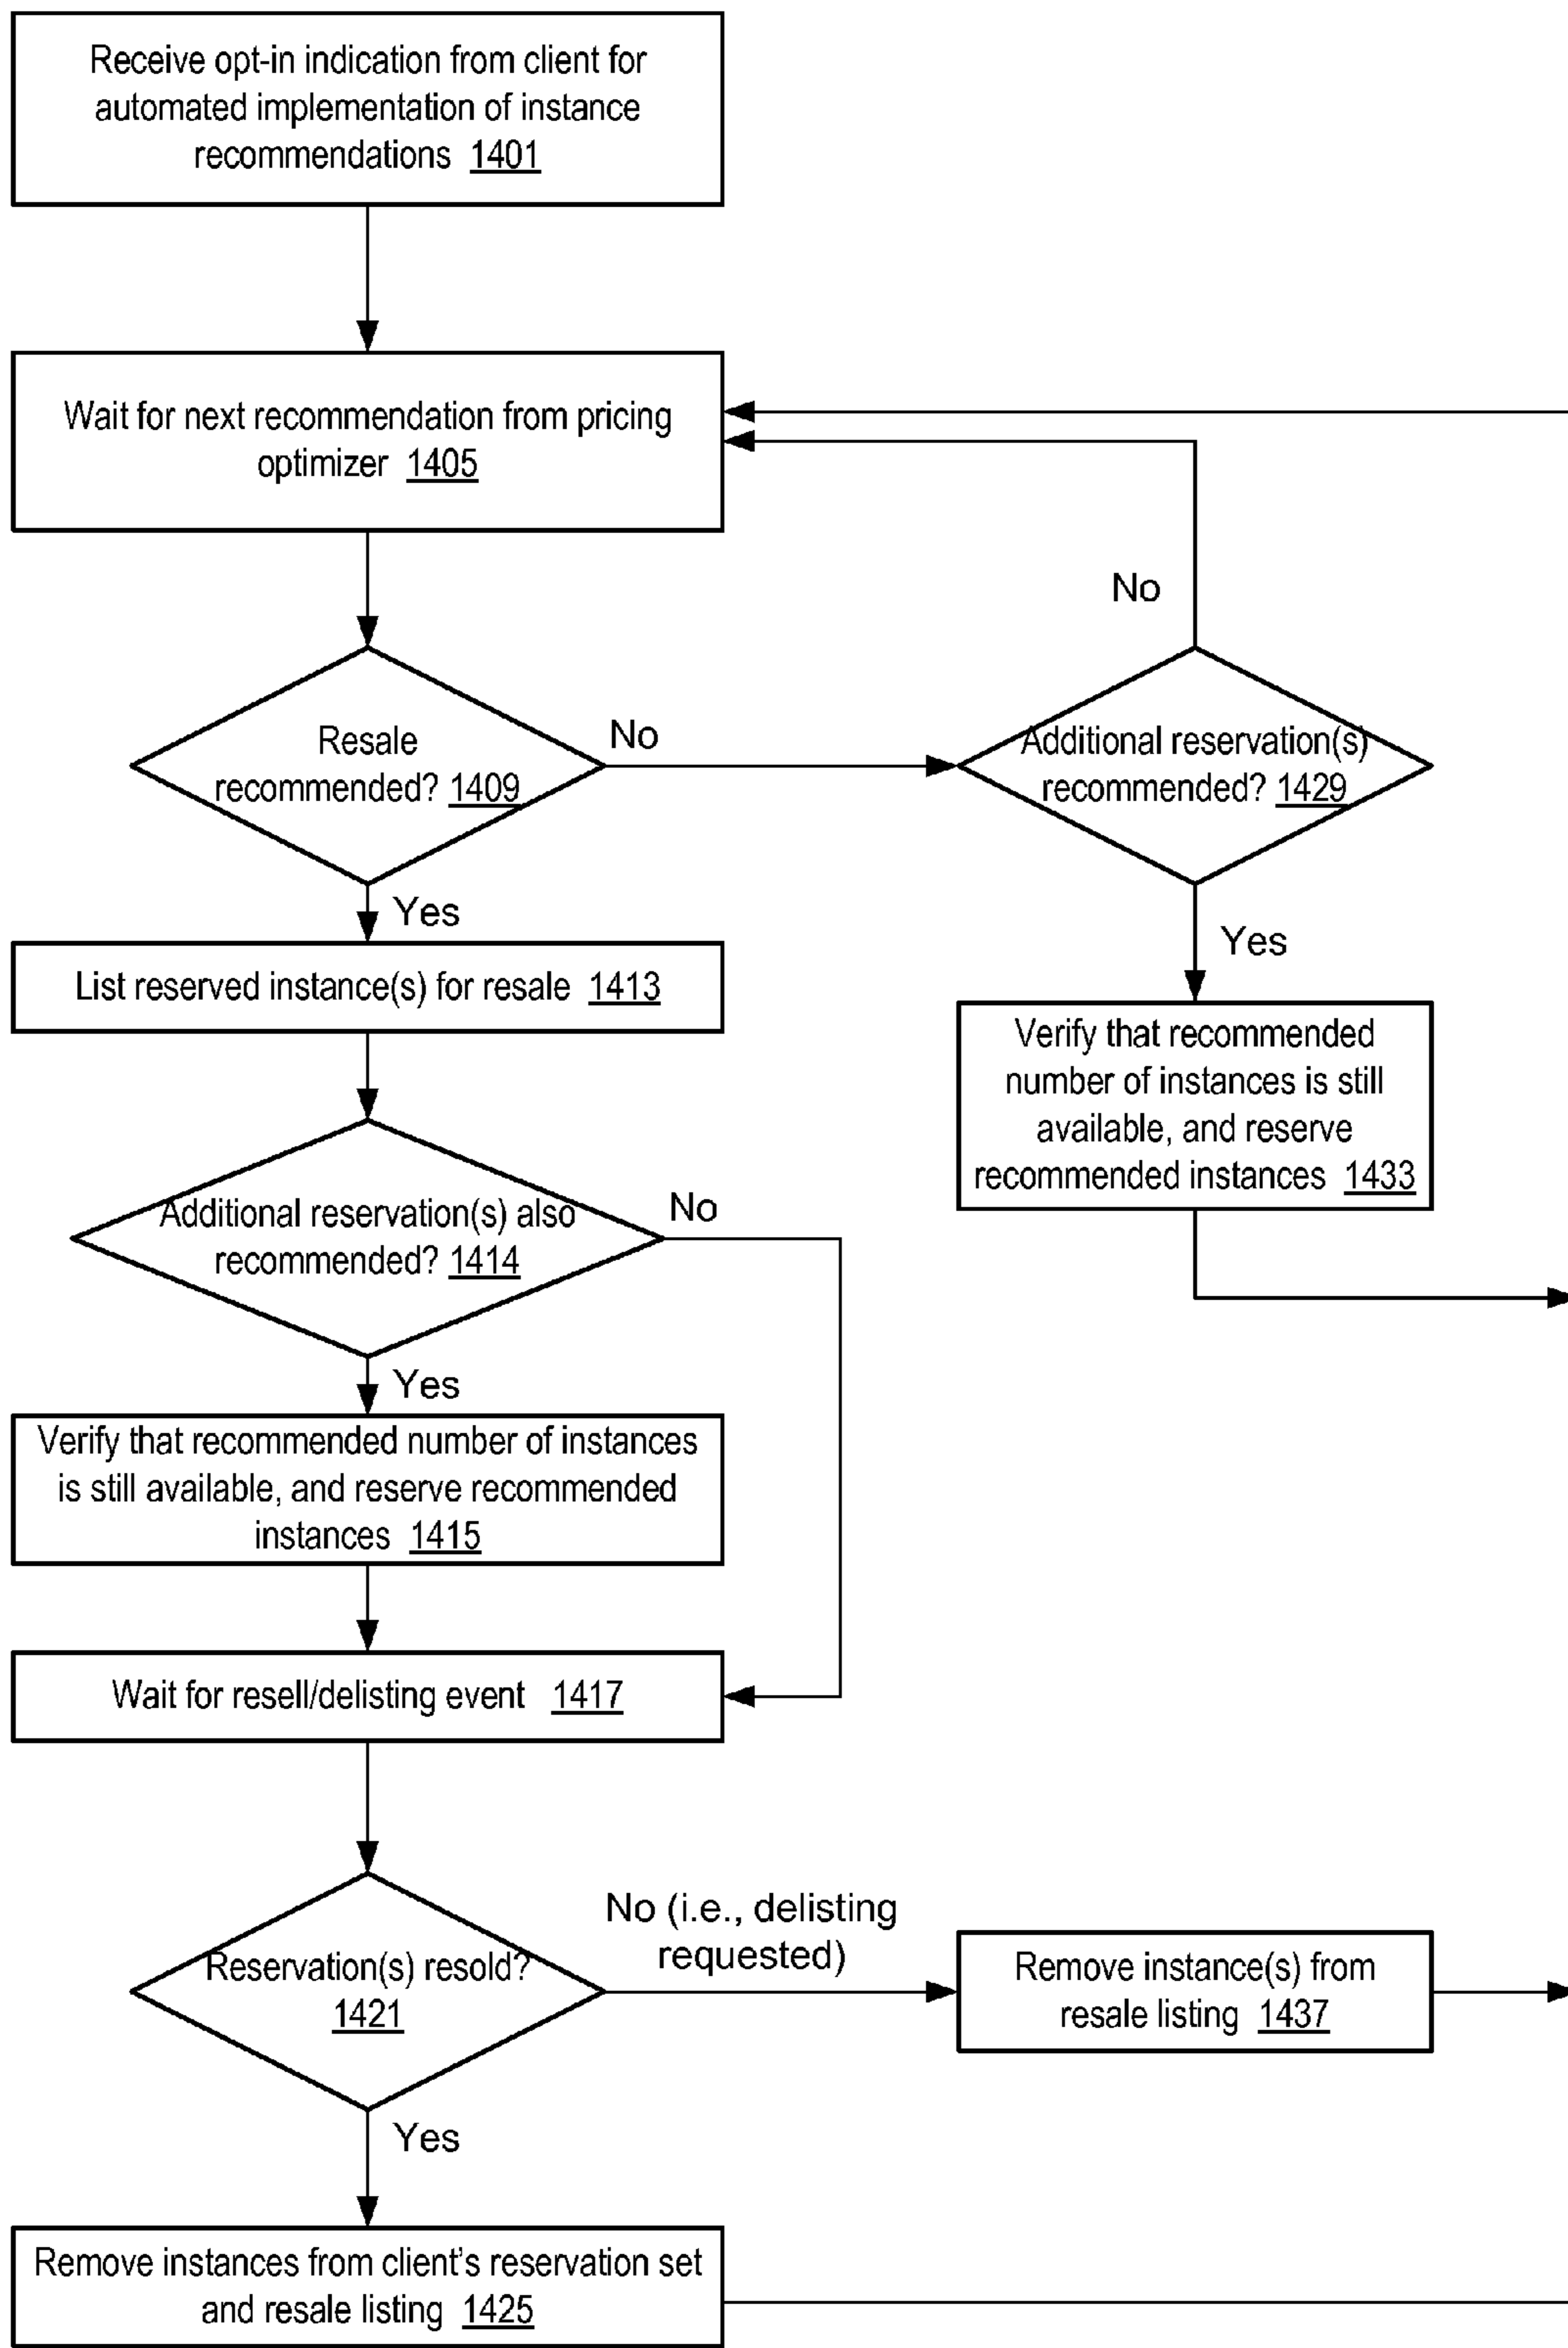 Receive opt-in indication from client for
automated implementation of instance
recommendations 1401
Wait for next recommendation from pricing
optimizer 1405
No
Resale
recommended? 1409
No
Additional reservation(s)
recommended? 1429
Yes
List reserved instance(s) for resale 1413
Yes
Verify that recommended
number of instances is still
available, and reserve
recommended instances 1433
Additional reservation(s) also
recommended? 1414
No
Yes
Verify that recommended number of instances
is still available, and reserve recommended
instances 1415
Wait for resell/delisting event 1417
Reservation(s) resold?
1421
No (i.e., delisting
requested)
Remove instance(s) from
resale listing 1437
Yes
Remove instances from client's reservation set
and resale listing 1425